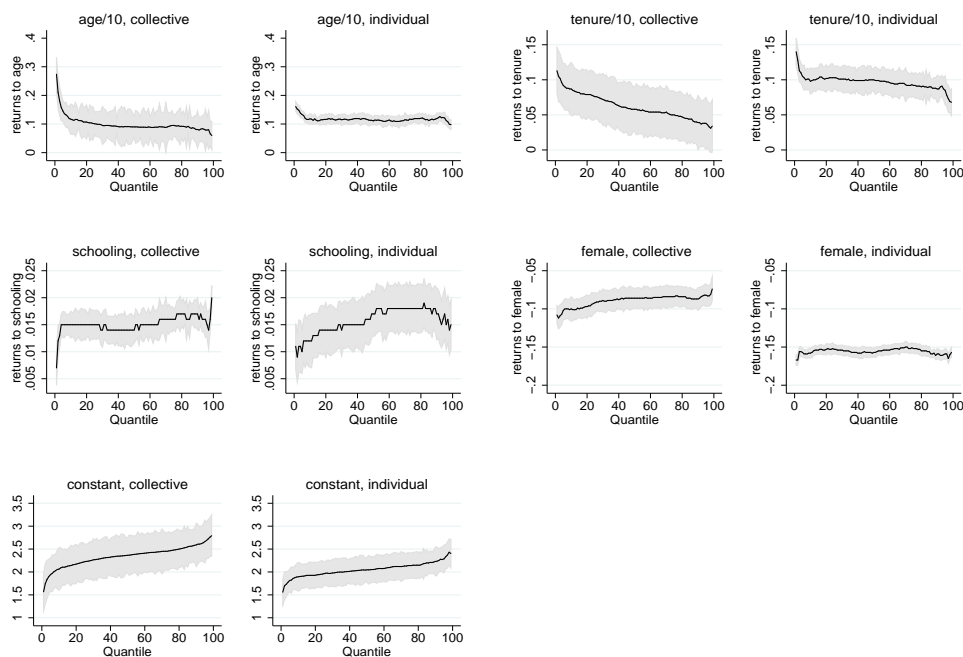 age/10, collective
returns to age
0 .1 .2 .3 .4
0 20 40 60 80 100
Quantile
age/10, individual
returns to age
0 .1 .2 .3 .4
0 20 40 60 80 100
Quantile
tenure/10, collective
returns to tenure
0 .05 .1 .15
0 20 40 60 80 100
Quantile
tenure/10, individual
returns to tenure
0 .05 .1 .15
0 20 40 60 80 100
Quantile
schooling, collective
returns to schooling
.005 .01 .015 .02 .025
0 20 40 60 80 100
Quantile
schooling, individual
returns to schooling
.005 .01 .015 .02 .025
0 20 40 60 80 100
Quantile
female, collective
returns to female
-.2 -.15 -.1 -.05
0 20 40 60 80 100
Quantile
female, individual
returns to female
-.2 -.15 -.1 -.05
0 20 40 60 80 100
Quantile
constant, collective
1 1.5 2 2.5 3 3.5
0 20 40 60 80 100
Quantile
constant, individual
1 1.5 2 2.5 3 3.5
0 20 40 60 80 100
Quantile